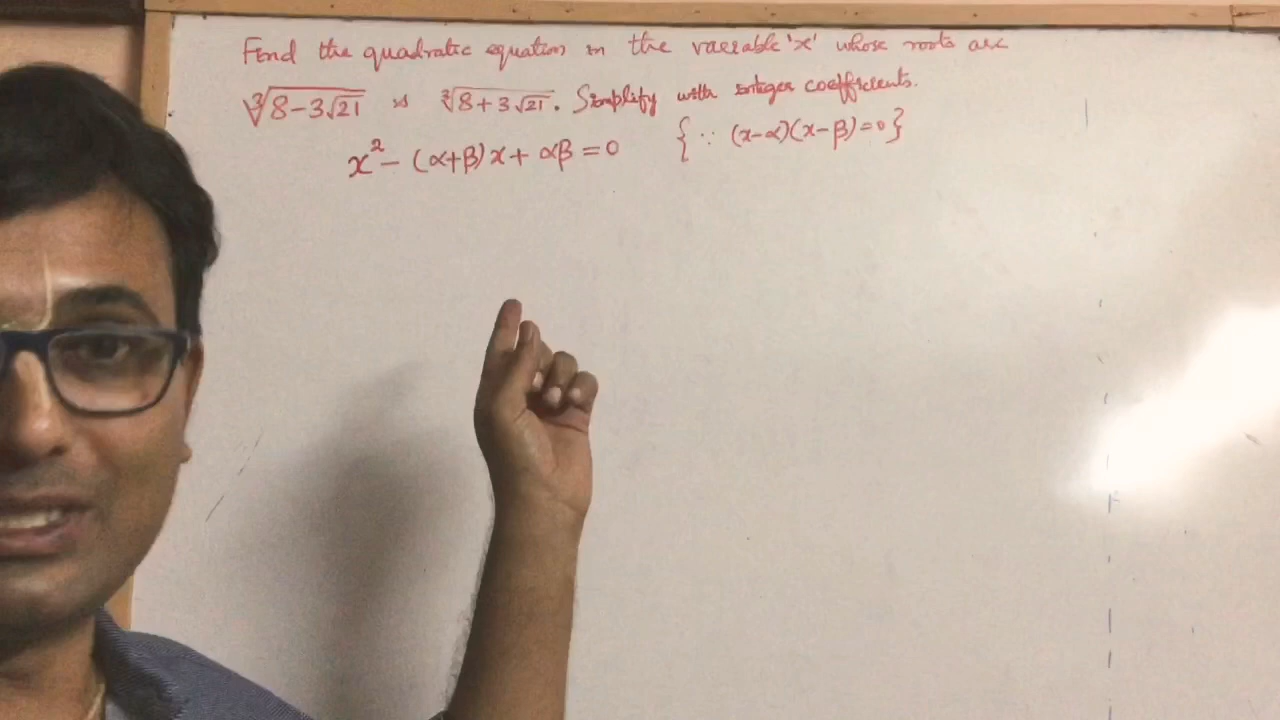 Find the quadratic equation in the variable 'x' whose roots are
∛(8-3√21) & ∛(8+3√21). Simplify with integer coefficients.
x² - (α+β)x + αβ = 0 {∵ (x-α)(x-β)=0}